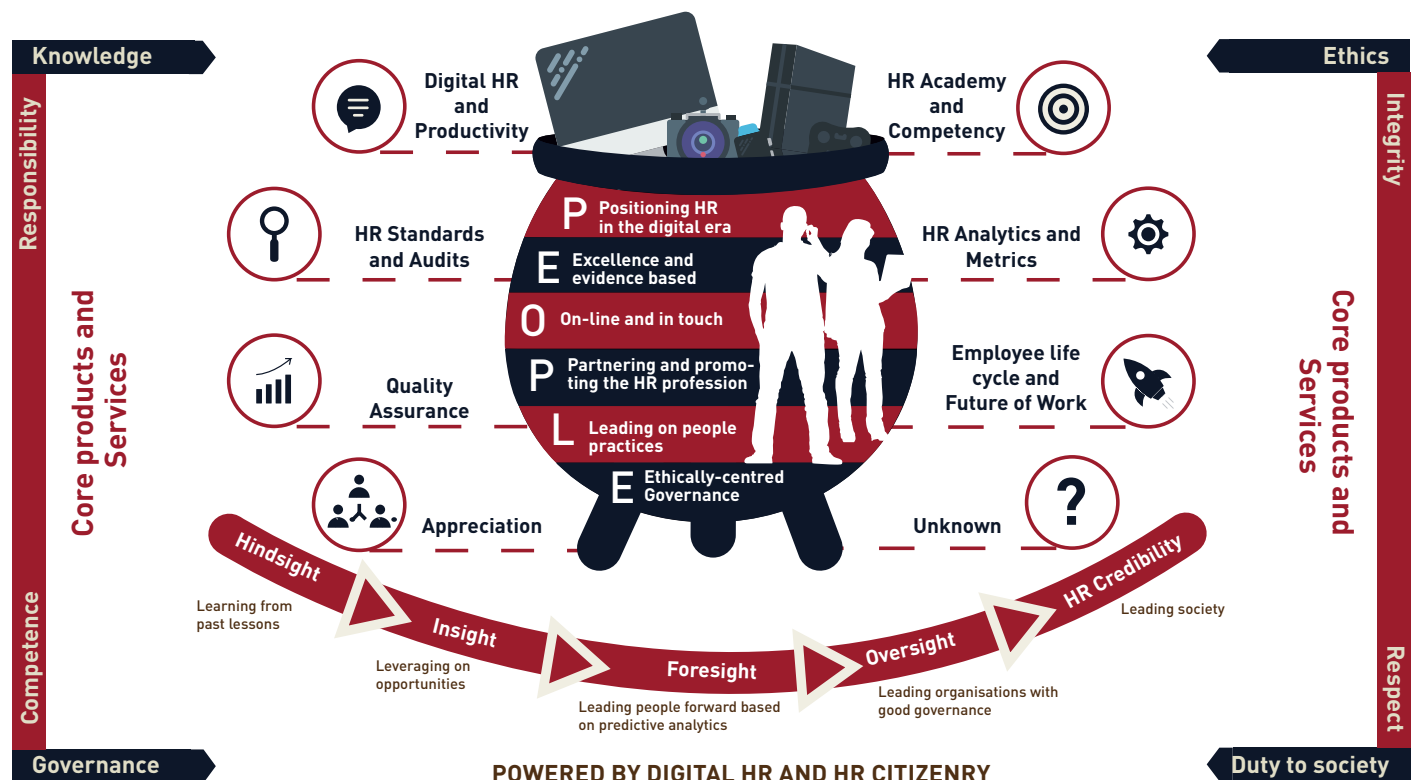 Knowledge
Ethics
Responsibility
Integrity
Digital HR
and
Productivity
HR Academy
and
Competency
HR Standards
and Audits
HR Analytics and
Metrics
Quality
Assurance
Employee life
cycle and
Future of Work
Appreciation
Unknown
?
P
Positioning HR
in the digital era
E
Excellence and
evidence based
O
On-line and in touch
P
Partnering and promo-
ting the HR profession
L
Leading on people
practices
E
Ethically-centred
Governance
Core products and
Services
Core products and
Services
Competence
Respect
Hindsight
Learning from
past lessons
Insight
Leveraging on
opportunities
Foresight
Leading people forward based
on predictive analytics
Oversight
Leading organisations with
good governance
HR Credibility
Leading society
Governance
Duty to society
POWERED BY DIGITAL HR AND HR CITIZENRY